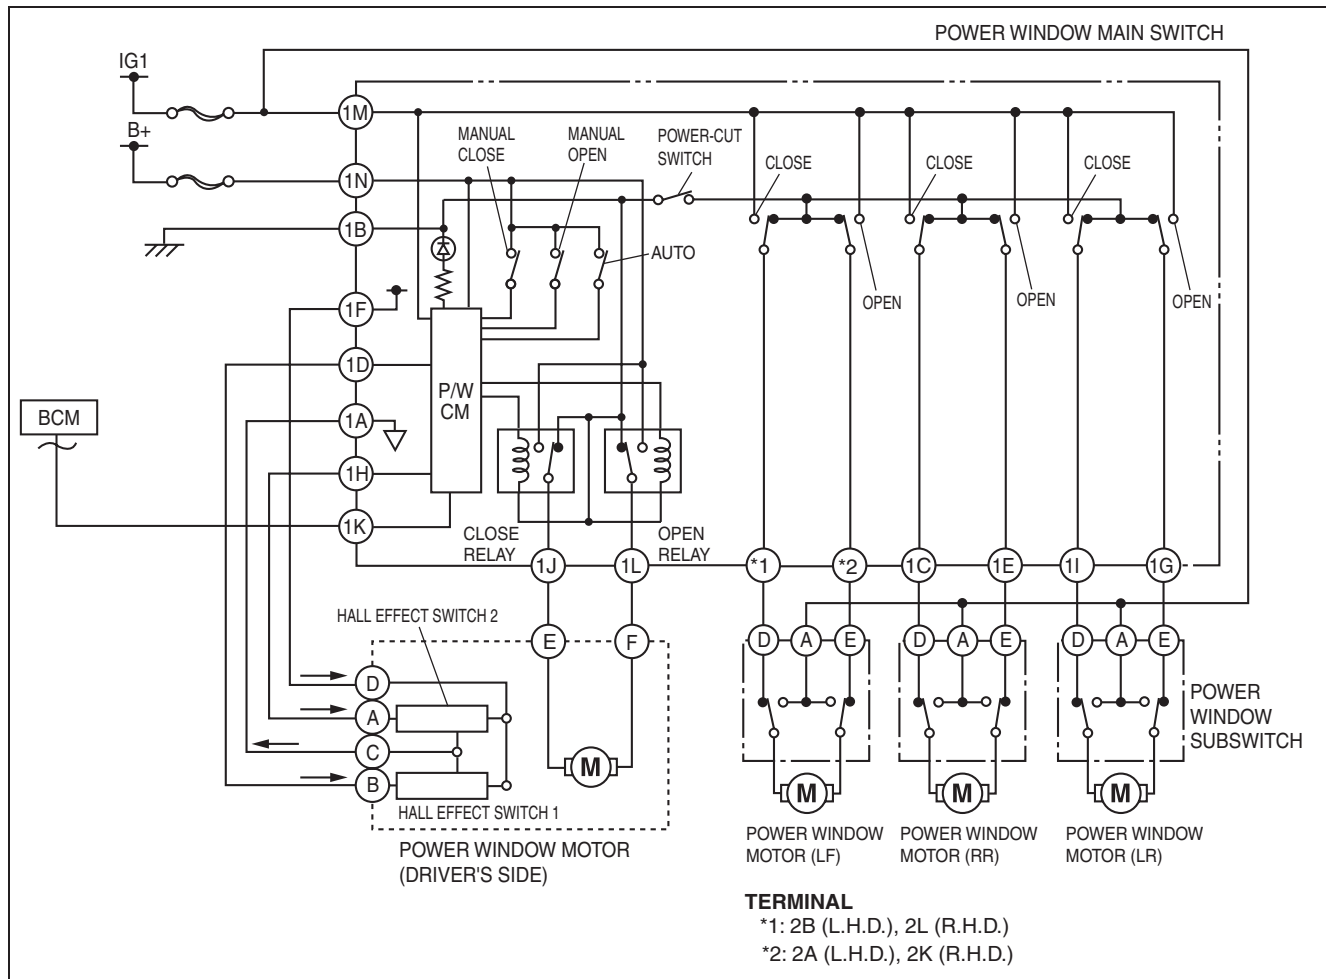 POWER WINDOW MAIN SWITCH
IG1
B+
1M
1N
1B
1F
1D
1A
1H
1K
MANUAL
CLOSE
MANUAL
OPEN
POWER-CUT
SWITCH
AUTO
CLOSE
OPEN
CLOSE
OPEN
CLOSE
OPEN
BCM
P/W
CM
CLOSE
RELAY
OPEN
RELAY
1J
1L
*1
*2
1C
1E
1I
1G
HALL EFFECT SWITCH 2
E
F
D
A
C
B
M
HALL EFFECT SWITCH 1
POWER WINDOW MOTOR
(DRIVER'S SIDE)
D
A
E
D
A
E
D
A
E
POWER
WINDOW
SUBSWITCH
M
M
M
POWER WINDOW
MOTOR (LF)
POWER WINDOW
MOTOR (RR)
POWER WINDOW
MOTOR (LR)
TERMINAL
*1: 2B (L.H.D.), 2L (R.H.D.)
*2: 2A (L.H.D.), 2K (R.H.D.)